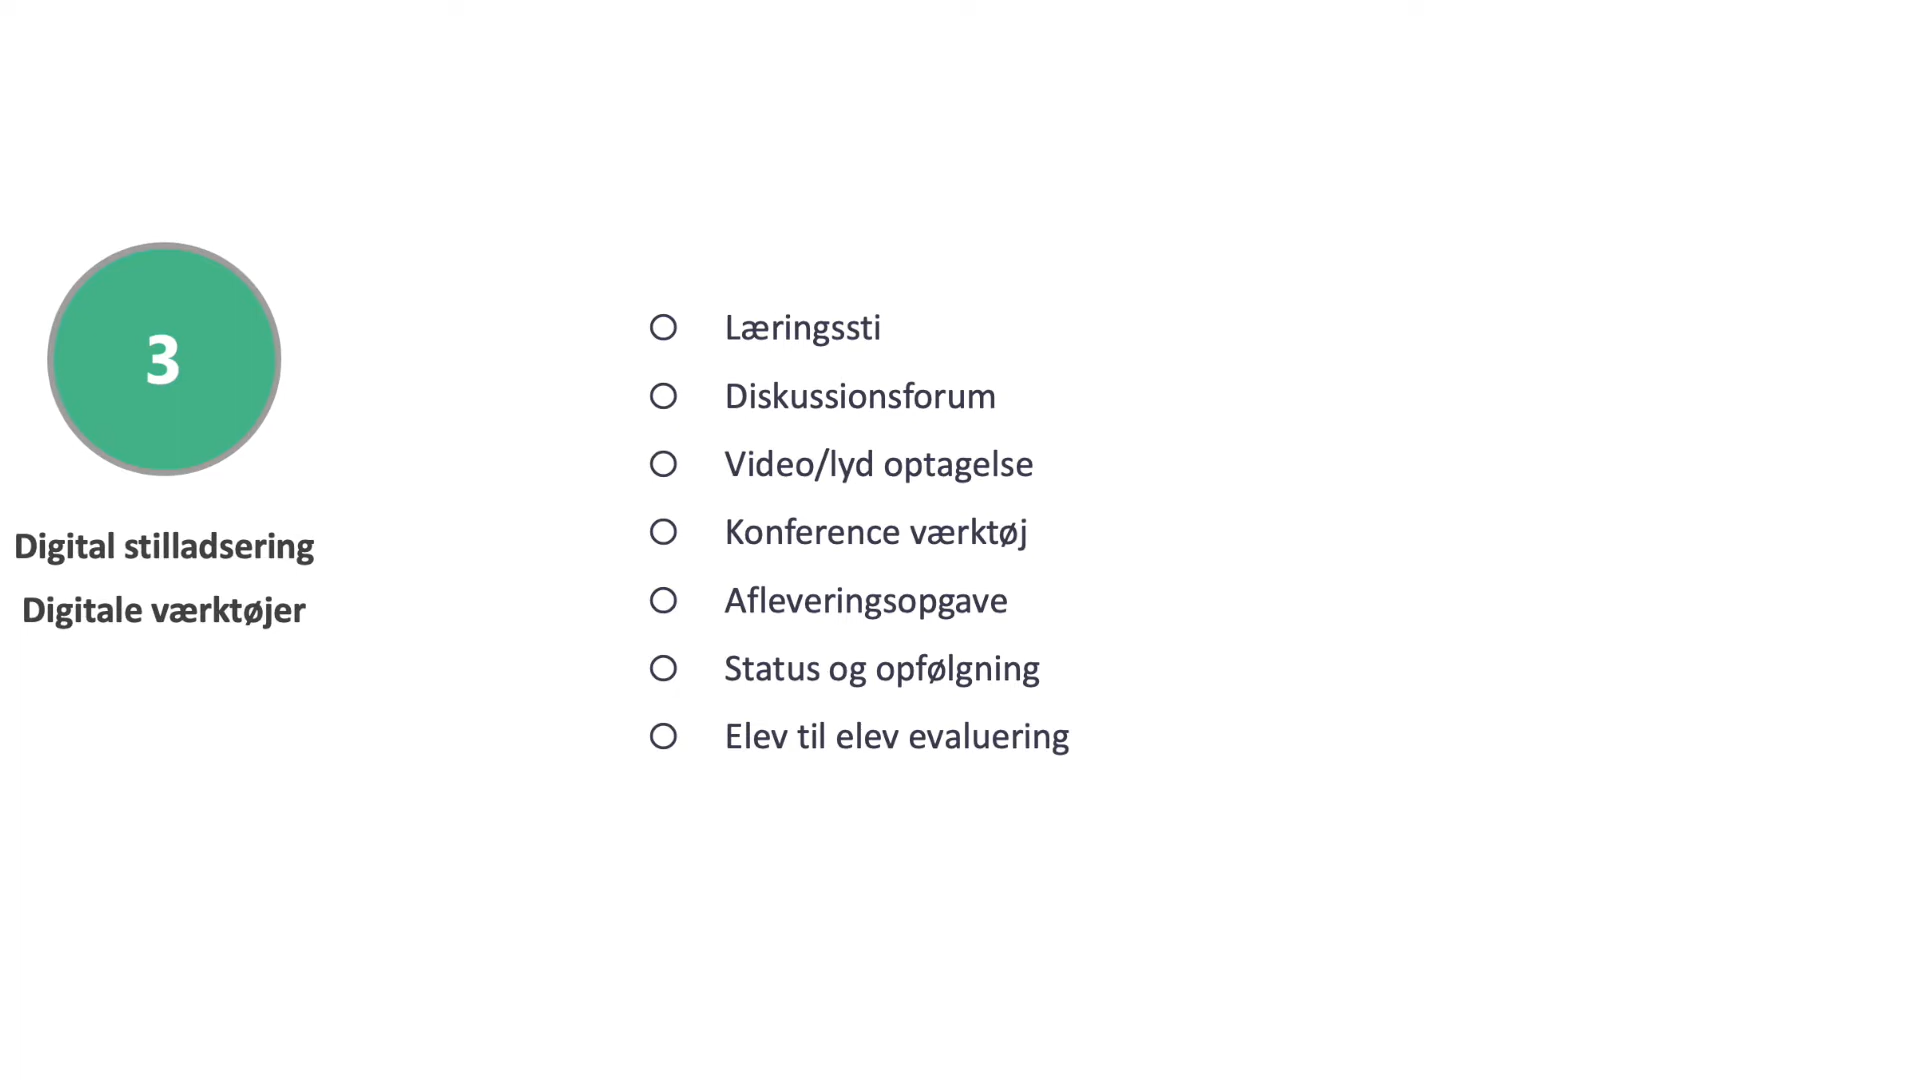 3
Digital stilladsering
Digitale værktøjer
Læringssti
Diskussionsforum
Video/lyd optagelse
Konference værktøj
Afleveringsopgave
Status og opfølgning
Elev til elev evaluering